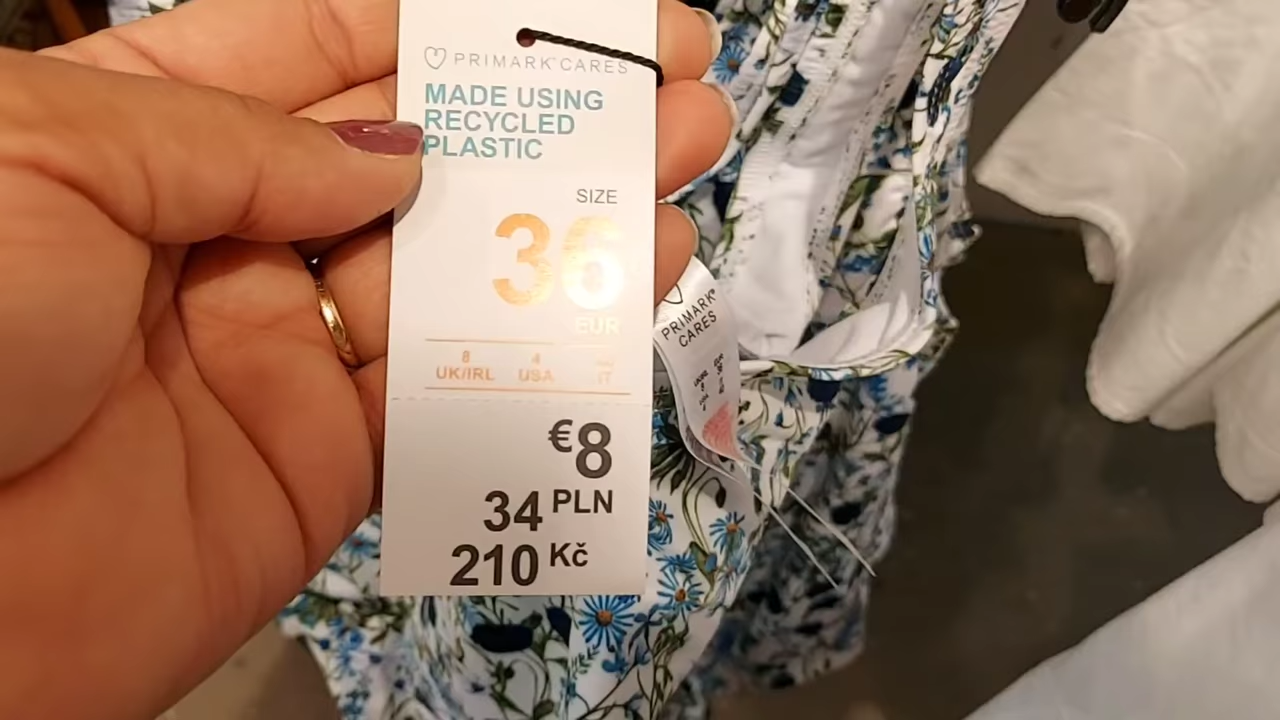 PRIMARK CARES
MADE USING
RECYCLED
PLASTIC
SIZE
36
EUR
8 4
UK/IRL USA IT
€8
34 PLN
210 Kč
PRIMARK
CARES